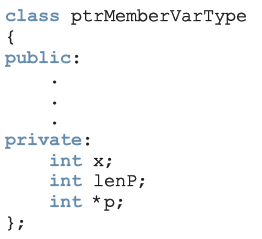 class ptrMemberVarType
{
public:
.
.
.
private:
int x;
int lenP;
int *p;
};